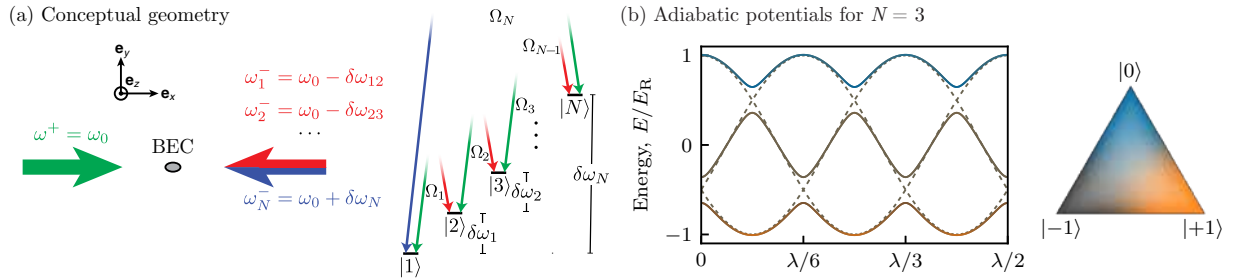 (a) Conceptual geometry
e_y
e_z
e_x
ω⁺ = ω₀
BEC
ω₁⁻ = ω₀ − δω₁₂
ω₂⁻ = ω₀ − δω₂₃
...
ω_N⁻ = ω₀ + δω_N
Ω_N
Ω_{N−1}
Ω₃
|N⟩
Ω₂
|3⟩
δω₂
δω_N
Ω₁
|2⟩
δω₁
|1⟩
(b) Adiabatic potentials for N = 3
Energy, E/E_R
1
0
−1
0
λ/6
λ/3
λ/2
|0⟩
|−1⟩
|+1⟩